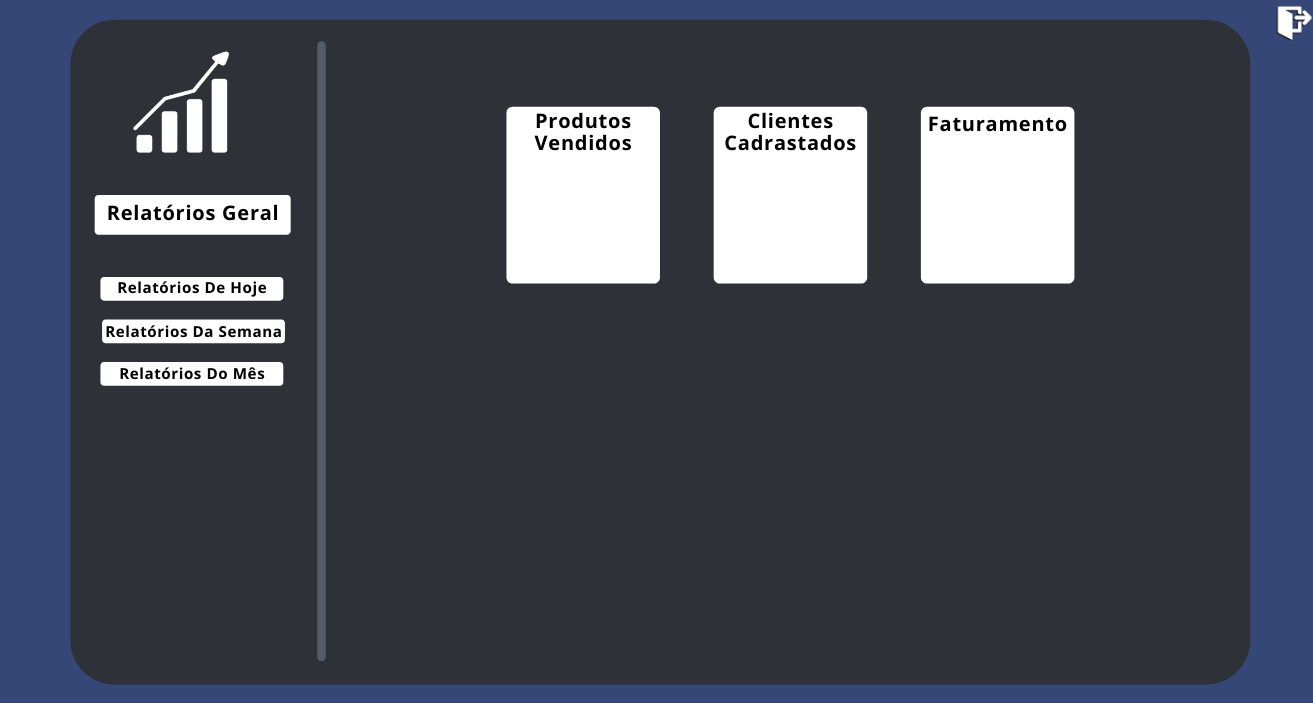 Relatórios Geral
Relatórios De Hoje
Relatórios Da Semana
Relatórios Do Mês
Produtos
Vendidos
Clientes
Cadrastados
Faturamento